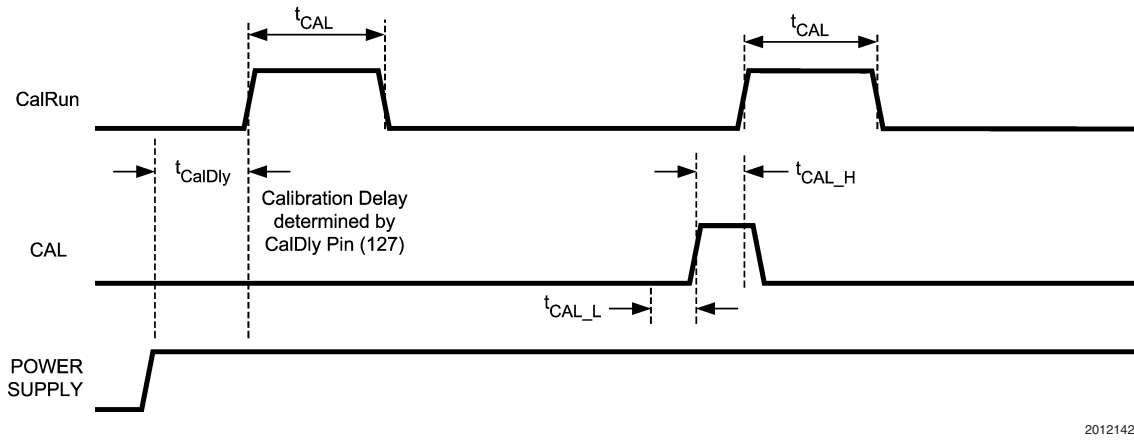 tCAL
tCAL
CalRun
tCalDly
tCAL_H
Calibration Delay
determined by
CalDly Pin (127)
CAL
tCAL_L
POWER
SUPPLY
2012142